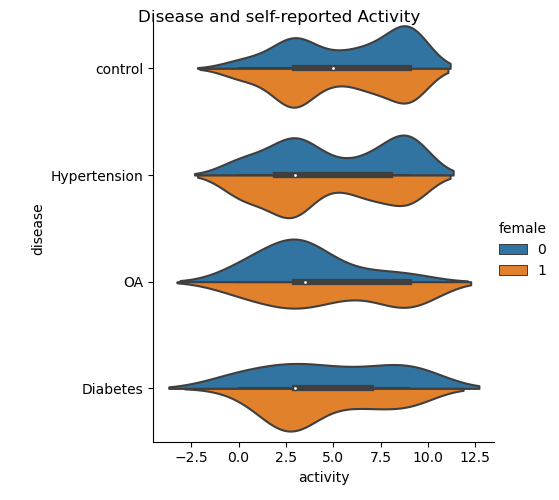 Disease and self-reported Activity
control
Hypertension
OA
Diabetes
disease
−2.5 0.0 2.5 5.0 7.5 10.0 12.5
activity
female
0
1